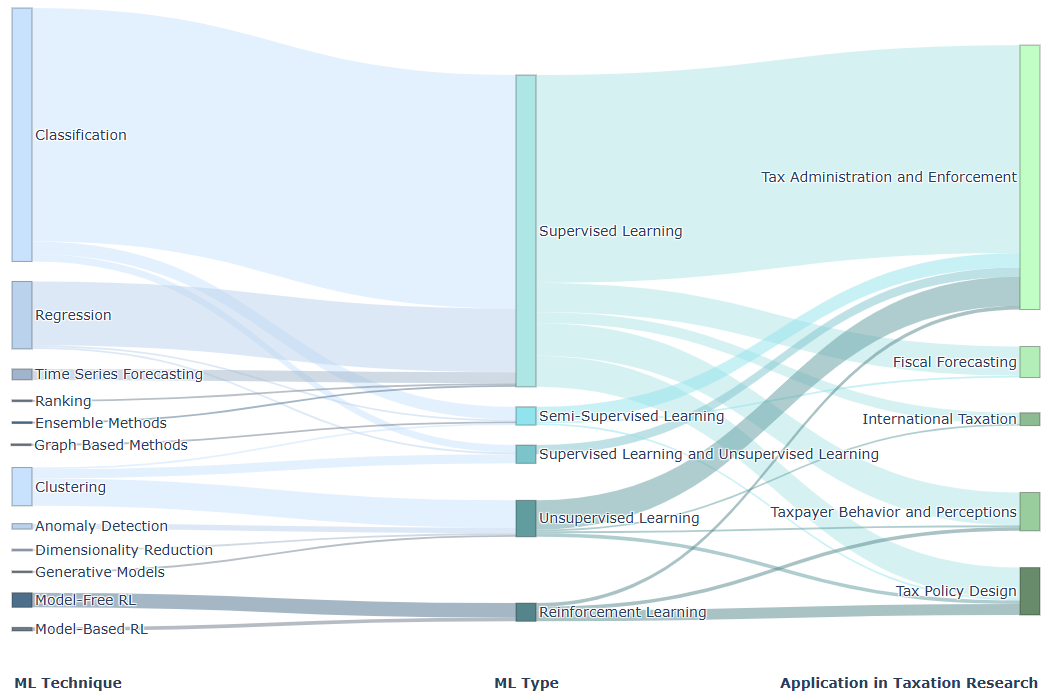 Classification
Tax Administration and Enforcement
Supervised Learning
Regression
Fiscal Forecasting
Time Series Forecasting
Ranking
Semi-Supervised Learning
International Taxation
Ensemble Methods
Graph-Based Methods
Supervised Learning and Unsupervised Learning
Clustering
Taxpayer Behavior and Perceptions
Unsupervised Learning
Anomaly Detection
Dimensionality Reduction
Generative Models
Tax Policy Design
Model-Free RL
Reinforcement Learning
Model-Based RL
ML Technique
ML Type
Application in Taxation Research